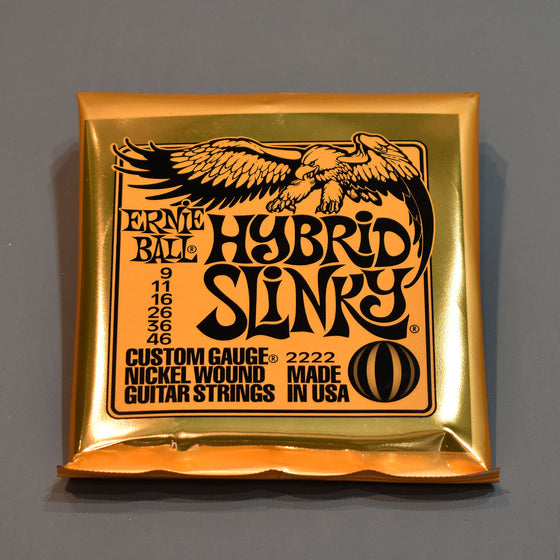 ERNIE
BALL®
HYBRID
SLINKY®
9
11
16
26
36
46
CUSTOM GAUGE® 2222
NICKEL WOUND MADE
GUITAR STRINGS IN USA